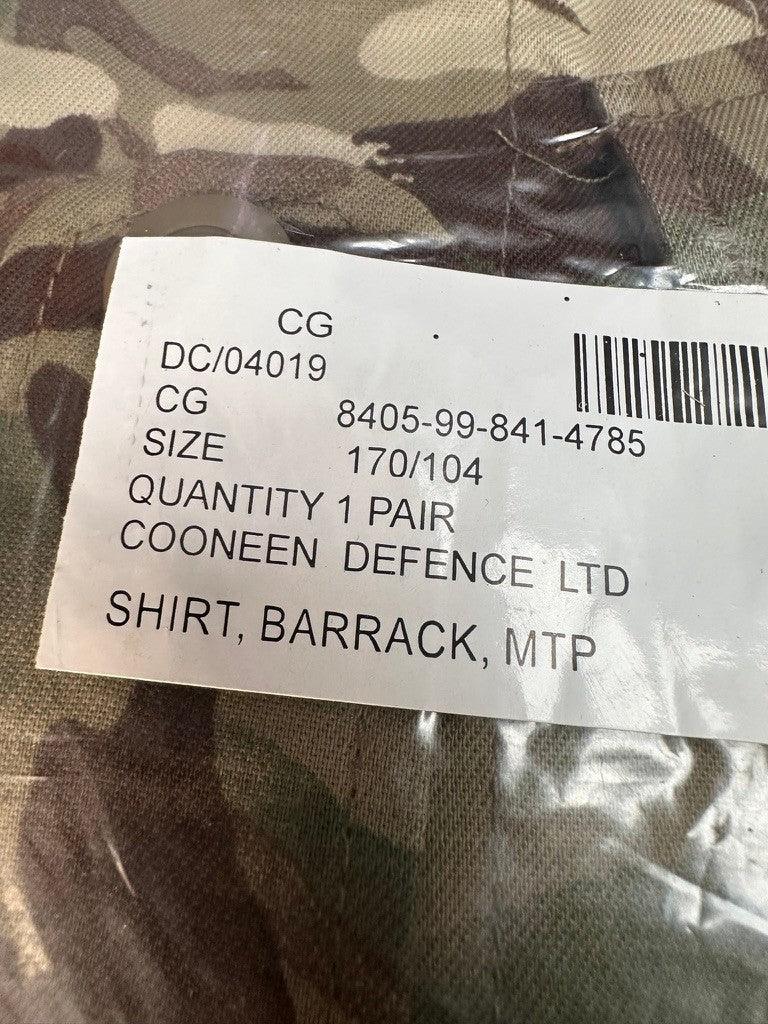 CG
DC/04019
CG 8405-99-841-4785
SIZE 170/104
QUANTITY 1 PAIR
COONEEN DEFENCE LTD
SHIRT, BARRACK, MTP